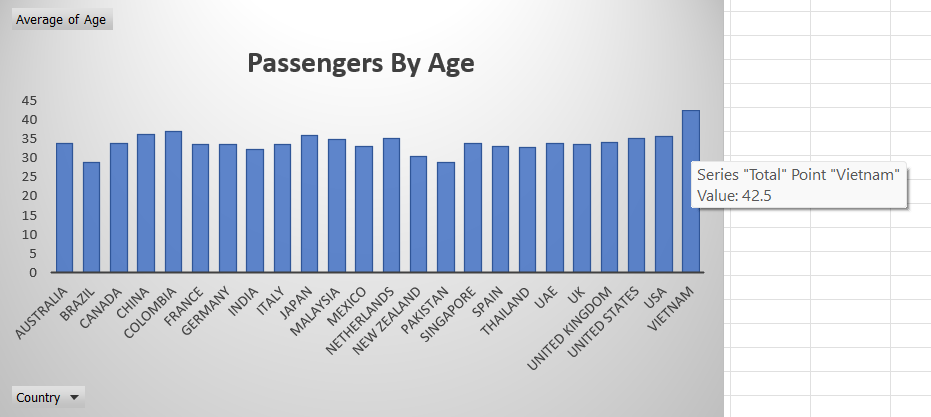 Average of Age
Passengers By Age
45
40
35
30
25
20
15
10
5
0
AUSTRALIA
BRAZIL
CANADA
CHINA
COLOMBIA
FRANCE
GERMANY
INDIA
ITALY
JAPAN
MALAYSIA
MEXICO
NETHERLANDS
NEW ZEALAND
PAKISTAN
SINGAPORE
SPAIN
THAILAND
UAE
UK
UNITED KINGDOM
UNITED STATES
USA
VIETNAM
Series "Total" Point "Vietnam"
Value: 42.5
Country